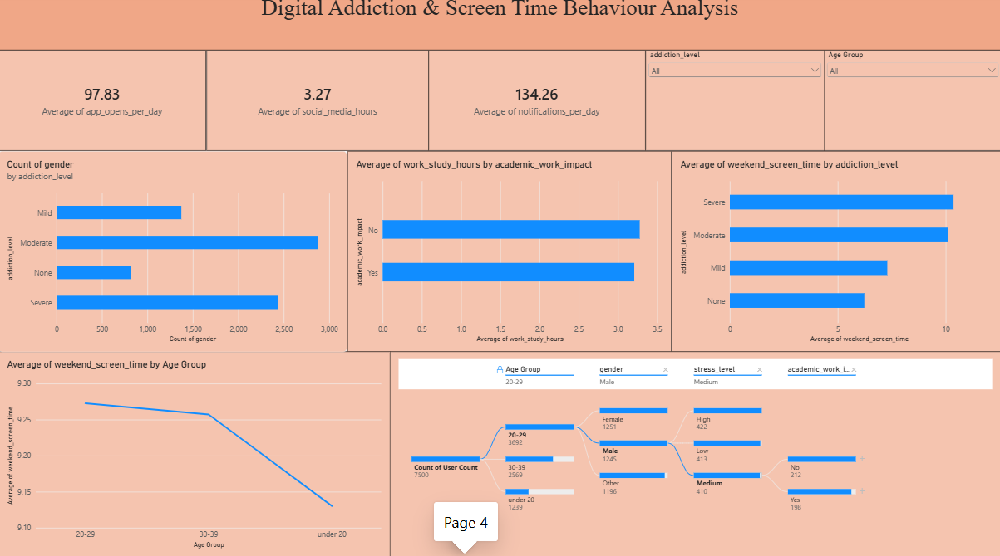 Digital Addiction & Screen Time Behaviour Analysis
97.83
Average of app_opens_per_day
3.27
Average of social_media_hours
134.26
Average of notifications_per_day
addiction_level
All
Age Group
All
Count of gender
by addiction_level
addiction_level
Mild
Moderate
None
Severe
0 500 1,000 1,500 2,000 2,500 3,000
Count of gender
Average of work_study_hours by academic_work_impact
academic_work_impact
No
Yes
0.0 0.5 1.0 1.5 2.0 2.5 3.0 3.5
Average of work_study_hours
Average of weekend_screen_time by addiction_level
addiction_level
Severe
Moderate
Mild
None
0 5 10
Average of weekend_screen_time
Average of weekend_screen_time by Age Group
Average of weekend_screen_time
9.30
9.25
9.20
9.15
9.10
20-29 30-39 under 20
Age Group
Age Group
20-29
gender
Male
stress_level
Medium
academic_work_i...
Count of User Count
7500
20-29
3692
30-39
2569
under 20
1239
Female
1251
Male
1245
Other
1196
High
422
Low
413
Medium
410
No
212
Yes
198
Page 4